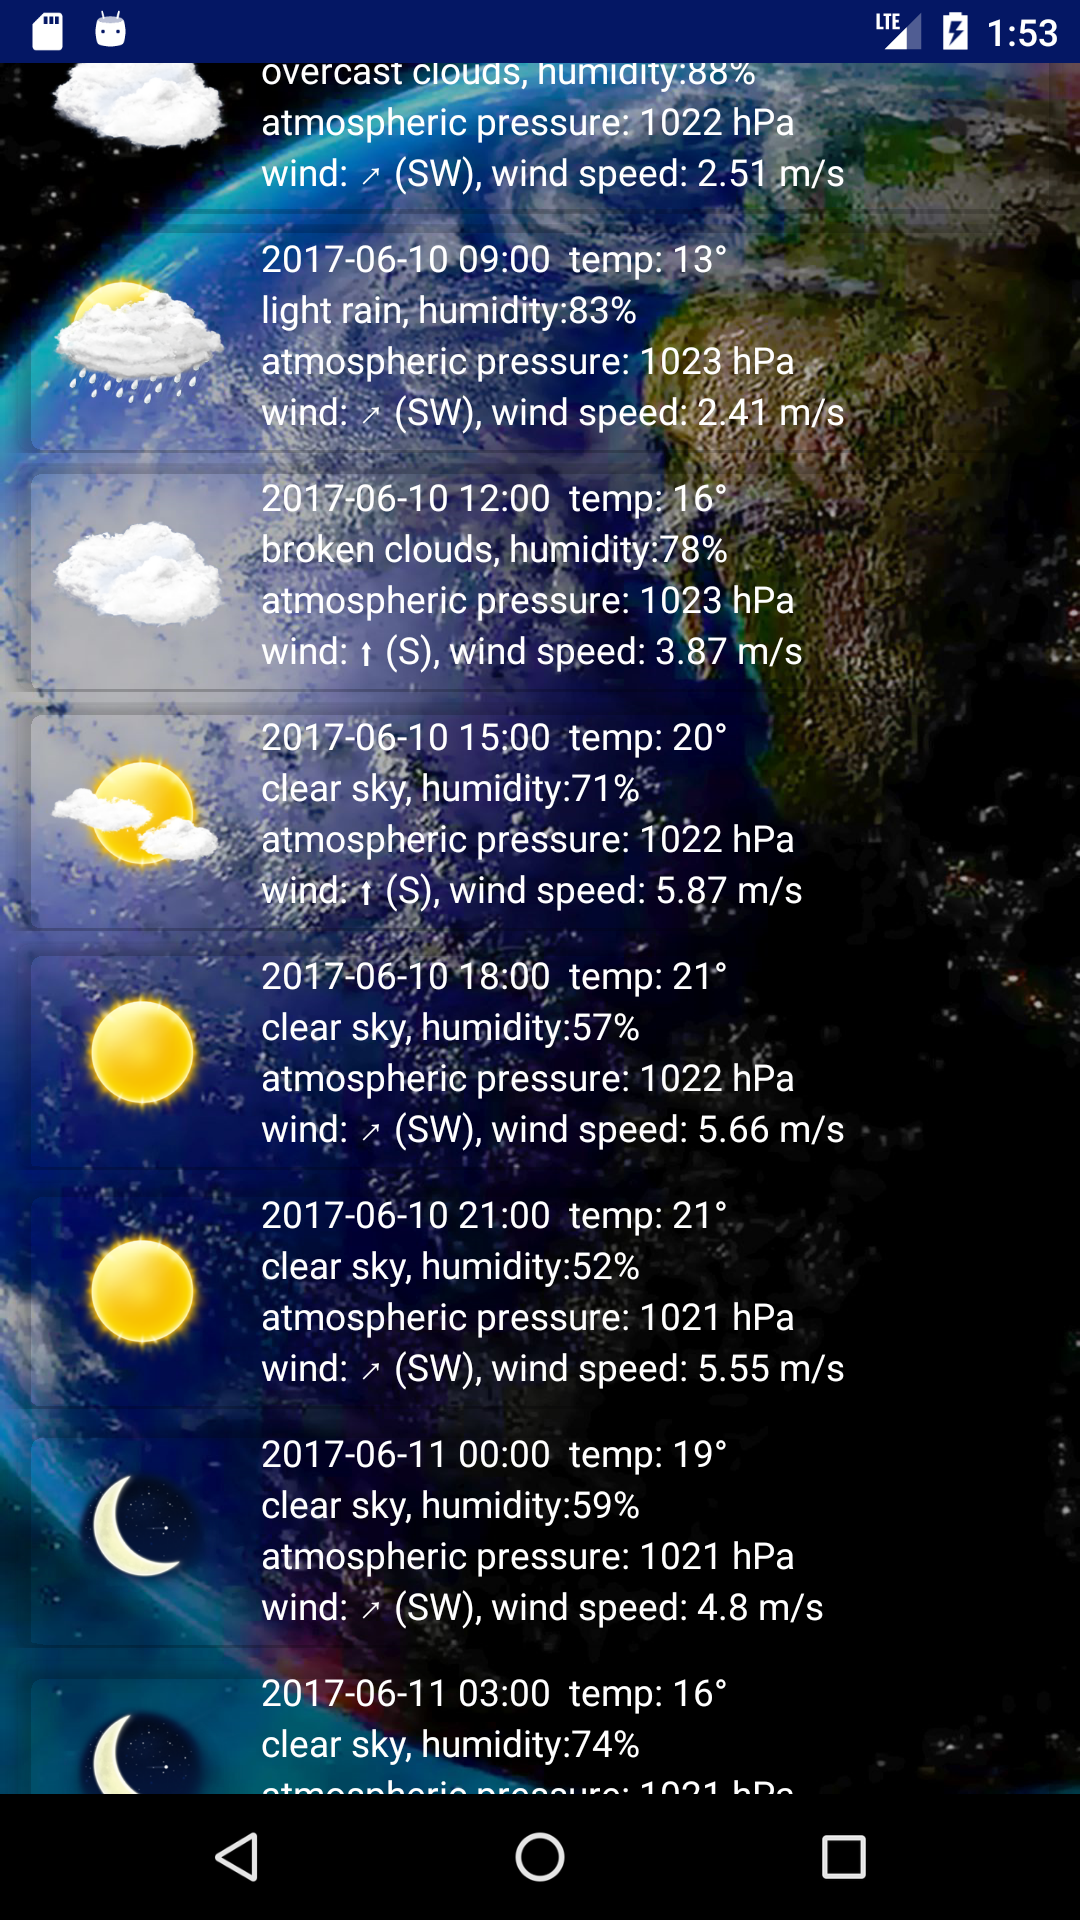 LTE 1:53
overcast clouds, humidity:88%
atmospheric pressure: 1022 hPa
wind: ↗ (SW), wind speed: 2.51 m/s
2017-06-10 09:00  temp: 13°
light rain, humidity:83%
atmospheric pressure: 1023 hPa
wind: ↗ (SW), wind speed: 2.41 m/s
2017-06-10 12:00  temp: 16°
broken clouds, humidity:78%
atmospheric pressure: 1023 hPa
wind: ↑ (S), wind speed: 3.87 m/s
2017-06-10 15:00  temp: 20°
clear sky, humidity:71%
atmospheric pressure: 1022 hPa
wind: ↑ (S), wind speed: 5.87 m/s
2017-06-10 18:00  temp: 21°
clear sky, humidity:57%
atmospheric pressure: 1022 hPa
wind: ↗ (SW), wind speed: 5.66 m/s
2017-06-10 21:00  temp: 21°
clear sky, humidity:52%
atmospheric pressure: 1021 hPa
wind: ↗ (SW), wind speed: 5.55 m/s
2017-06-11 00:00  temp: 19°
clear sky, humidity:59%
atmospheric pressure: 1021 hPa
wind: ↗ (SW), wind speed: 4.8 m/s
2017-06-11 03:00  temp: 16°
clear sky, humidity:74%
atmospheric pressure: 1021 hPa